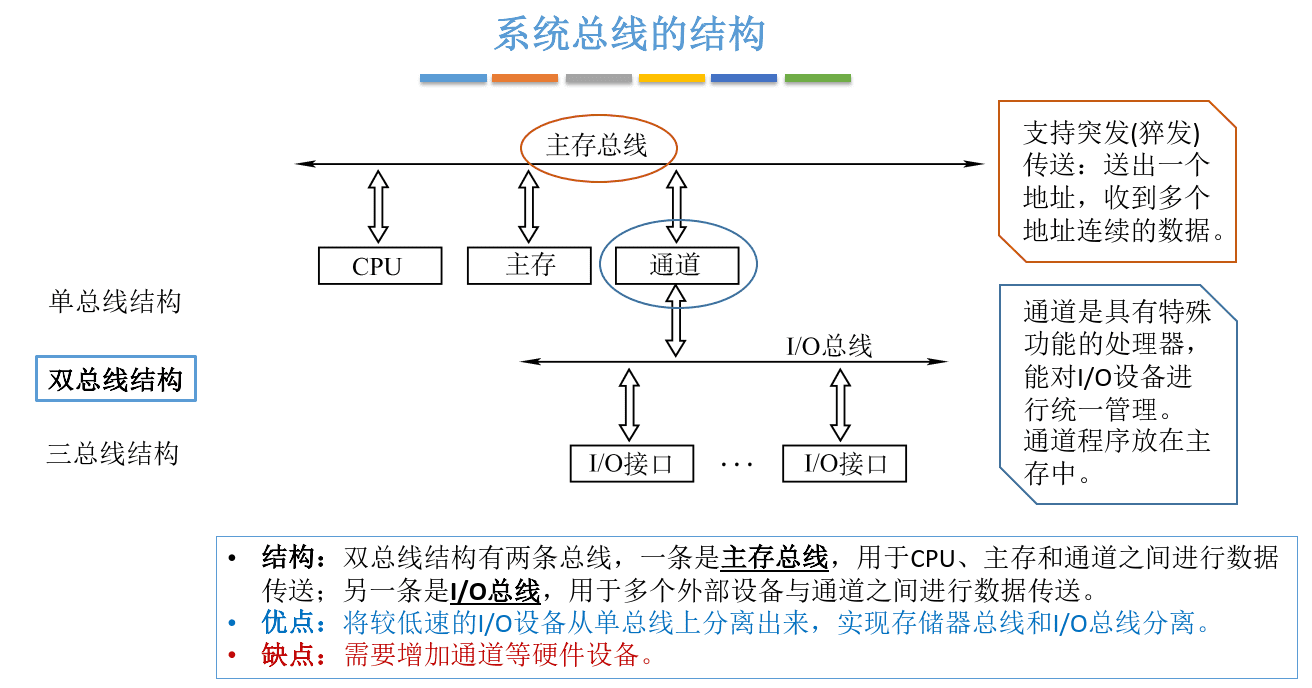 系统总线的结构
主存总线
CPU
主存
通道
I/O总线
I/O接口
···
I/O接口
单总线结构
双总线结构
三总线结构
支持突发(猝发)
传送：送出一个
地址，收到多个
地址连续的数据。
通道是具有特殊
功能的处理器，
能对I/O设备进
行统一管理。
通道程序放在主
存中。
• 结构：双总线结构有两条总线，一条是主存总线，用于CPU、主存和通道之间进行数据
传送；另一条是I/O总线，用于多个外部设备与通道之间进行数据传送。
• 优点：将较低速的I/O设备从单总线上分离出来，实现存储器总线和I/O总线分离。
• 缺点：需要增加通道等硬件设备。